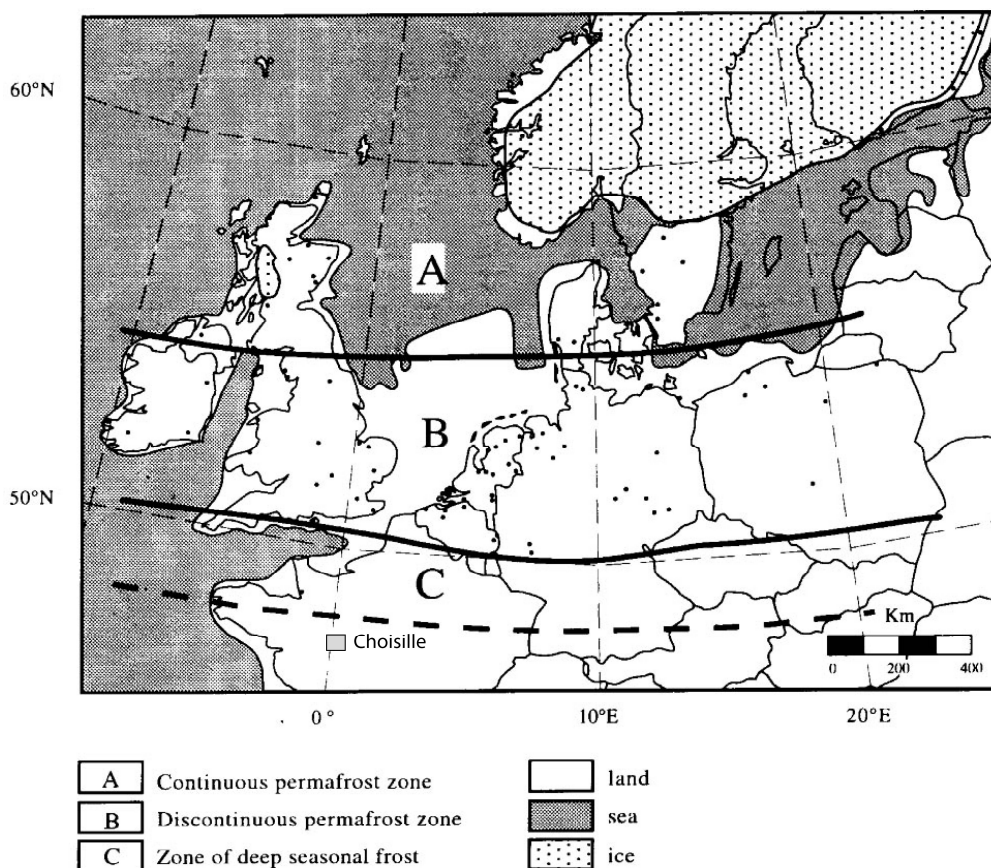 60°N
A
B
50°N
C
Km
Choisille
0 200 400
0° 10°E 20°E
A Continuous permafrost zone land
B Discontinuous permafrost zone sea
C Zone of deep seasonal frost ice